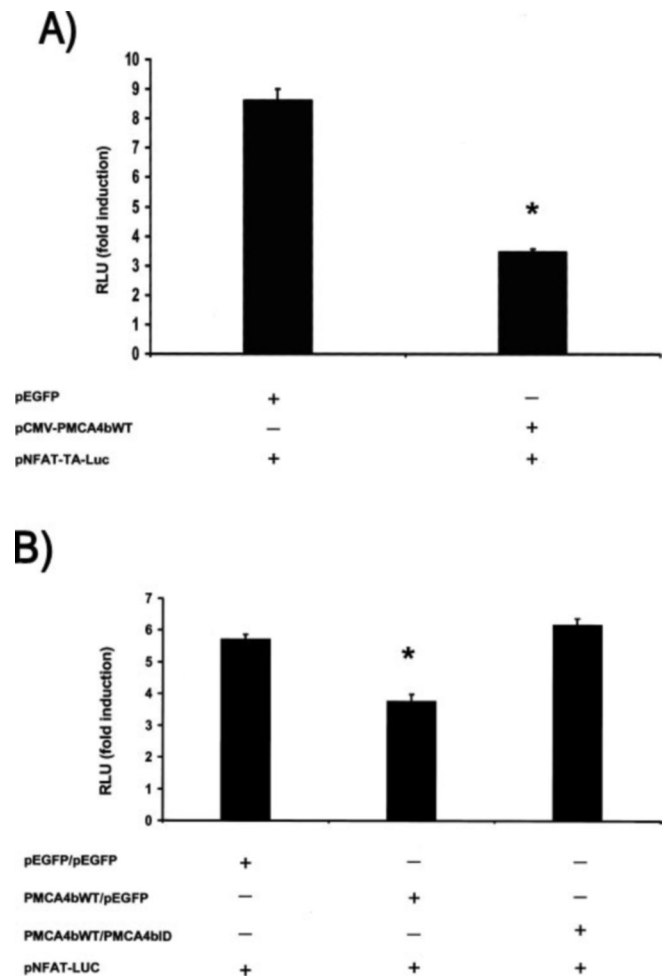 A)
10
9
8
7
6
5
4
3
2
1
0
RLU (fold induction)
*
pEGFP + −
pCMV-PMCA4bWT − +
pNFAT-TA-Luc + +
B)
7
6
5
4
3
2
1
0
RLU (fold induction)
*
pEGFP/pEGFP + − −
PMCA4bWT/pEGFP − + −
PMCA4bWT/PMCA4bID − − +
pNFAT-LUC + + +